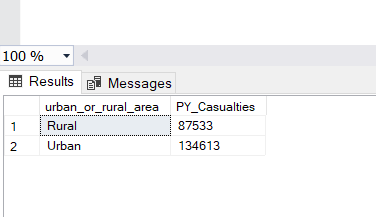 100 %
Results Messages
urban_or_rural_area PY_Casualties
1 Rural 87533
2 Urban 134613